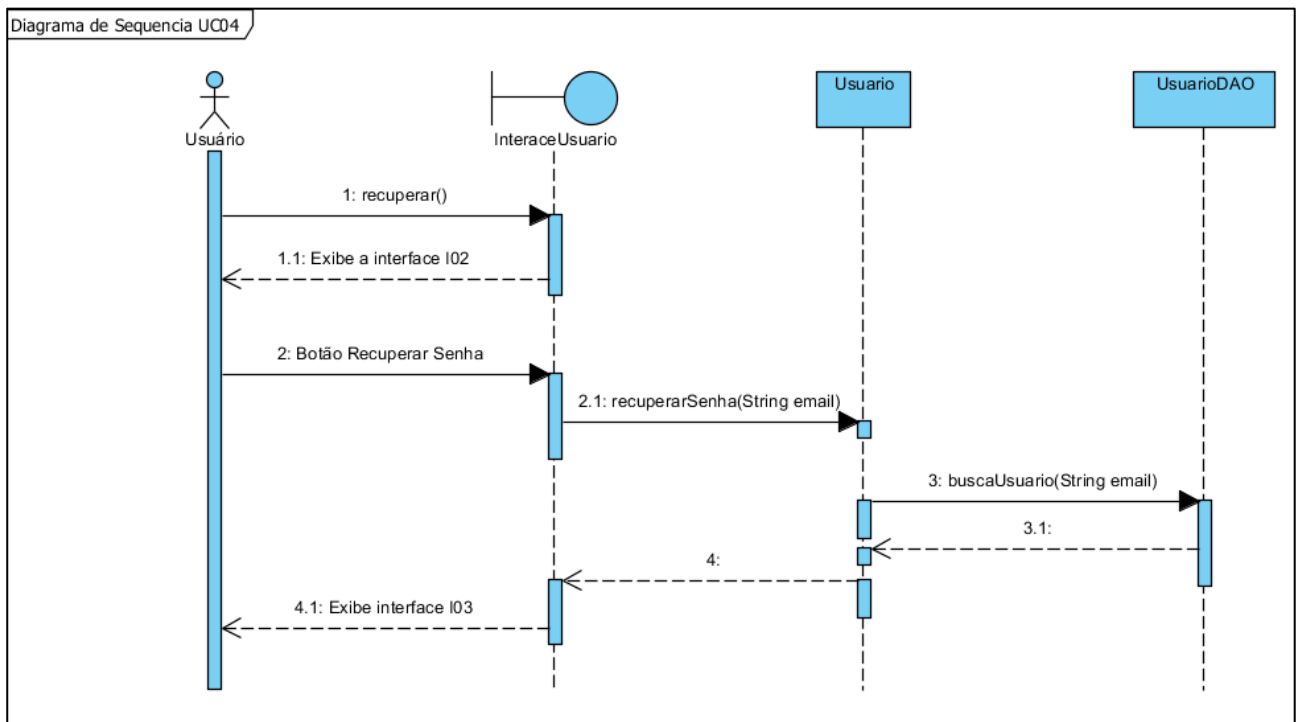 Diagrama de Sequencia UC04
Usuario
UsuarioDAO
Usuário
InteraceUsuario
1: recuperar()
1.1: Exibe a interface I02
2: Botão Recuperar Senha
2.1: recuperarSenha(String email)
3: buscaUsuario(String email)
3.1:
4:
4.1: Exibe interface I03